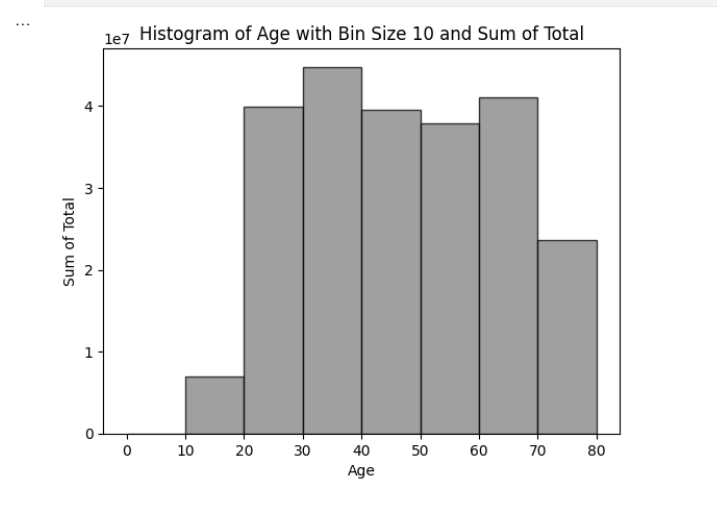 ...
1e7 Histogram of Age with Bin Size 10 and Sum of Total
4
3
2
1
0
Sum of Total
0 10 20 30 40 50 60 70 80
Age